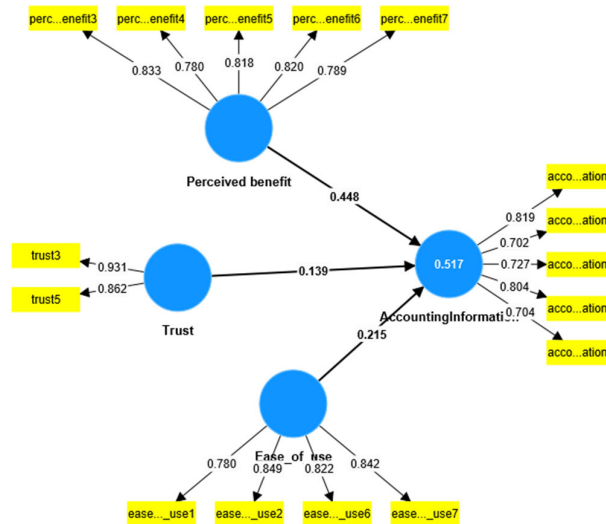 perc...enefit3
perc...enefit4
perc...enefit5
perc...enefit6
perc...enefit7
0.833
0.780
0.818
0.820
0.789
Perceived benefit
0.448
acco...ation
acco...ation
acco...ation
acco...ation
acco...ation
0.819
0.702
0.727
0.804
0.704
0.517
AccountingInformation
trust3
trust5
0.931
0.862
Trust
0.139
0.215
Ease_of_use
0.780
0.849
0.822
0.842
ease..._use1
ease..._use2
ease..._use6
ease..._use7